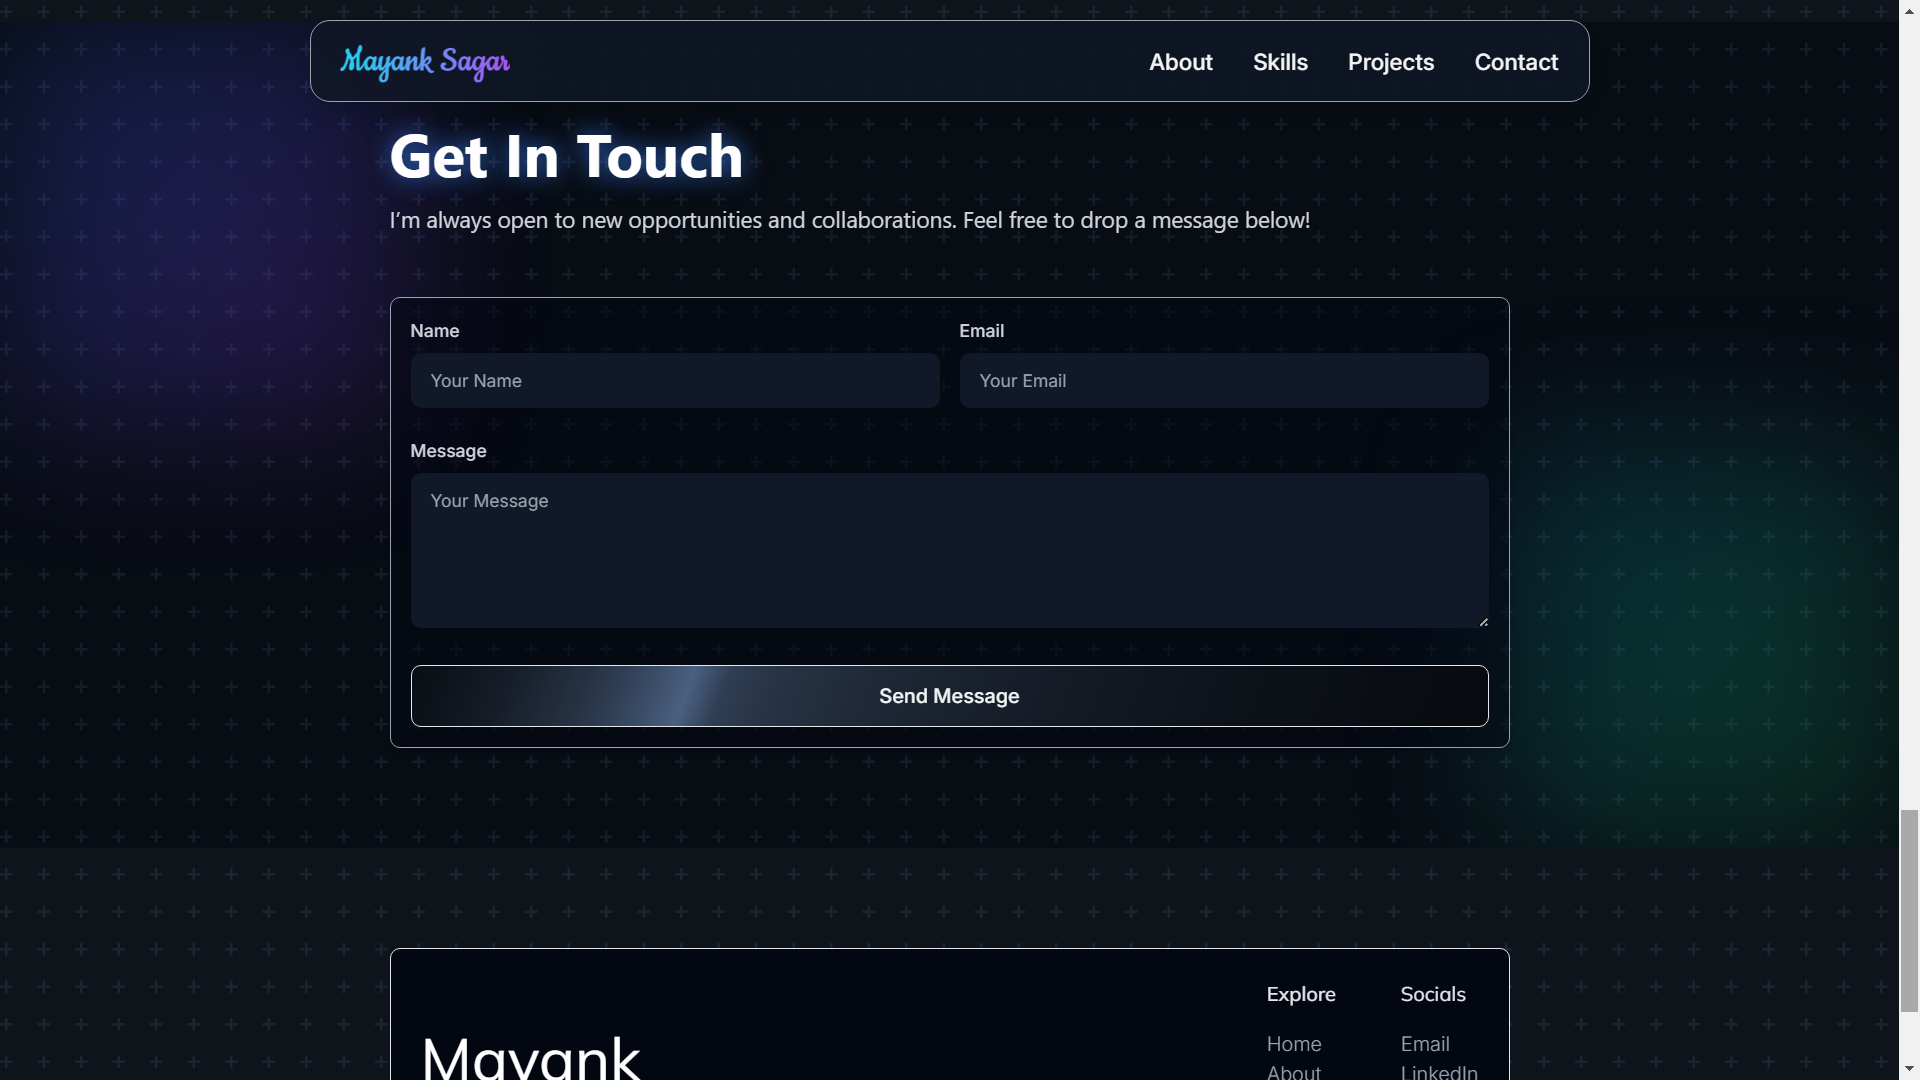 Mayank Sagar
About Skills Projects Contact
Get In Touch
I’m always open to new opportunities and collaborations. Feel free to drop a message below!
Name Email
Your Name Your Email
Message
Your Message
Send Message
Explore Socials
Home Email
Mayank
About LinkedIn